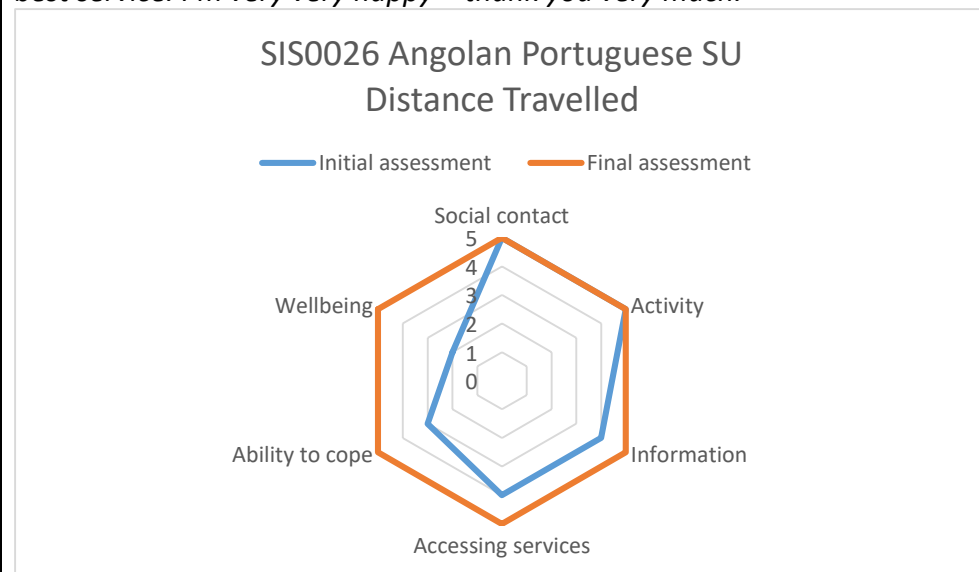 SIS0026 Angolan Portuguese SU
Distance Travelled
Initial assessment Final assessment
Social contact
5
4
3
2
1
0
Activity
Information
Accessing services
Ability to cope
Wellbeing